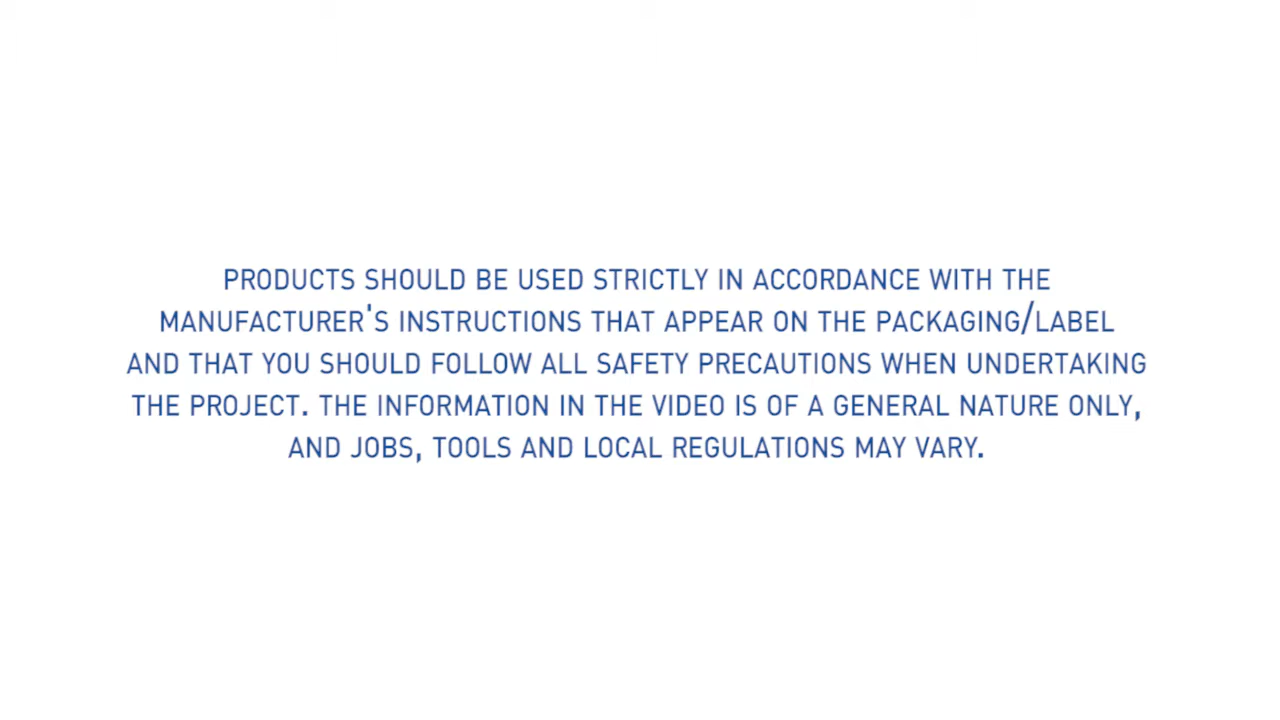 PRODUCTS SHOULD BE USED STRICTLY IN ACCORDANCE WITH THE
MANUFACTURER'S INSTRUCTIONS THAT APPEAR ON THE PACKAGING/LABEL
AND THAT YOU SHOULD FOLLOW ALL SAFETY PRECAUTIONS WHEN UNDERTAKING
THE PROJECT. THE INFORMATION IN THE VIDEO IS OF A GENERAL NATURE ONLY,
AND JOBS, TOOLS AND LOCAL REGULATIONS MAY VARY.